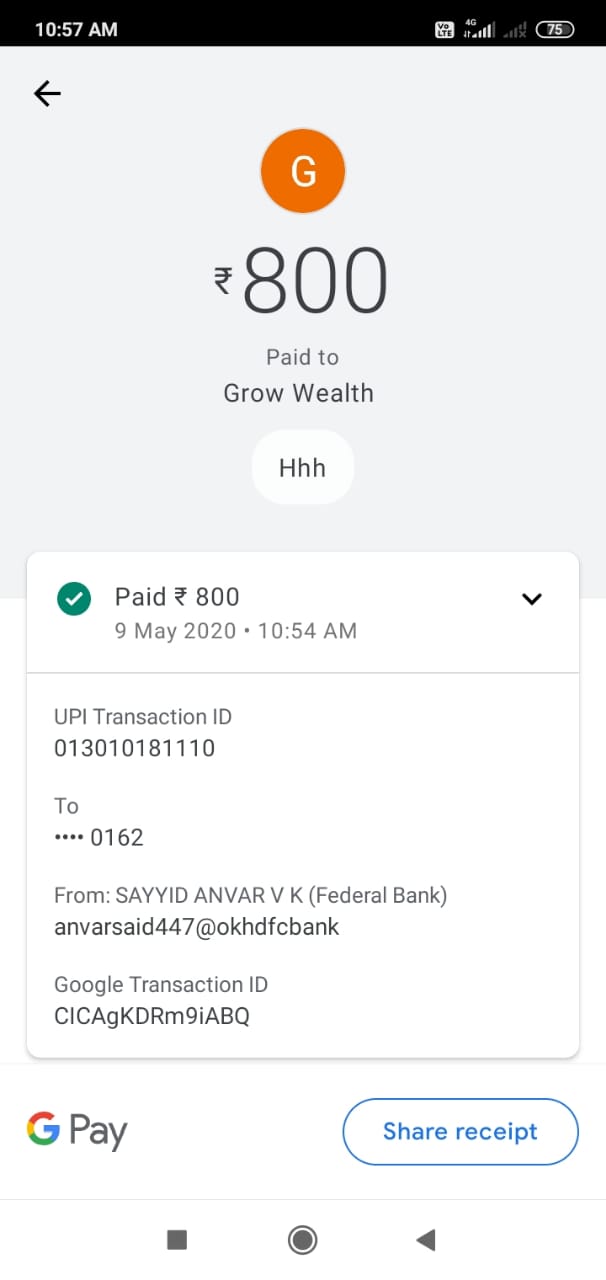 10:57 AM
Vo LTE 4G 75
G
₹800
Paid to
Grow Wealth
Hhh
Paid ₹ 800
9 May 2020 • 10:54 AM
UPI Transaction ID
013010181110
To
•••• 0162
From: SAYYID ANVAR V K (Federal Bank)
anvarsaid447@okhdfcbank
Google Transaction ID
CICAgKDRm9iABQ
G Pay
Share receipt